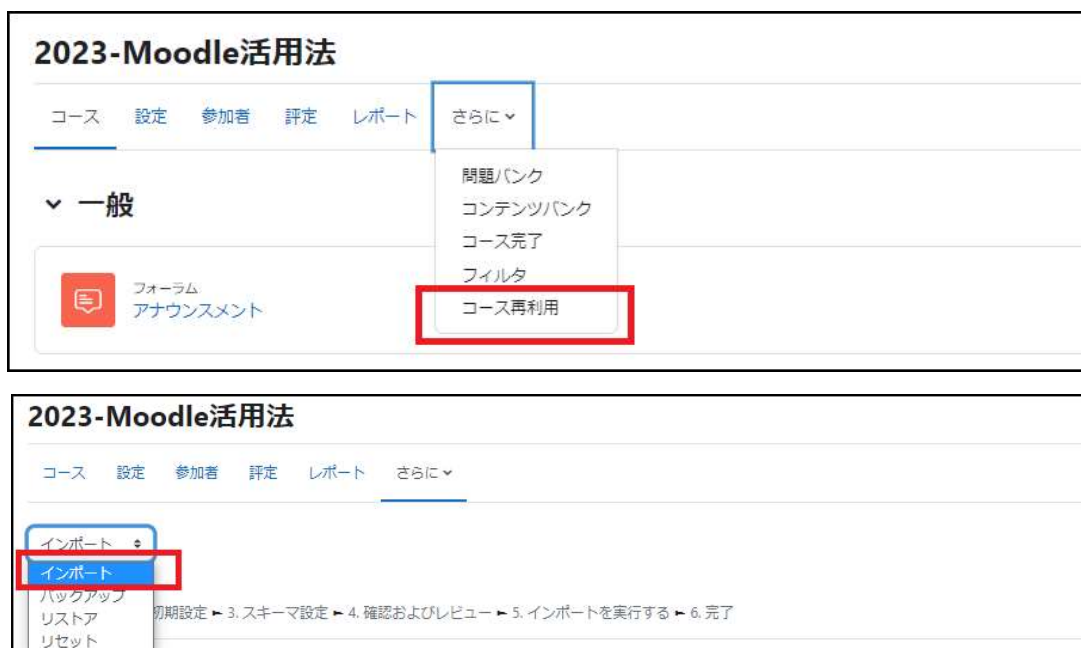 2023-Moodle活用法
コース 設定 参加者 評定 レポート さらに
問題バンク
一般
コンテンツバンク
コース完了
フィルタ
フォーラム
アナウンスメント
コース再利用
2023-Moodle活用法
コース 設定 参加者 評定 レポート さらに
インポート
インポート
バックアップ
初期設定 ► 3. スキーマ設定 ► 4. 確認およびレビュー ► 5. インポートを実行する ► 6. 完了
リストア
リセット